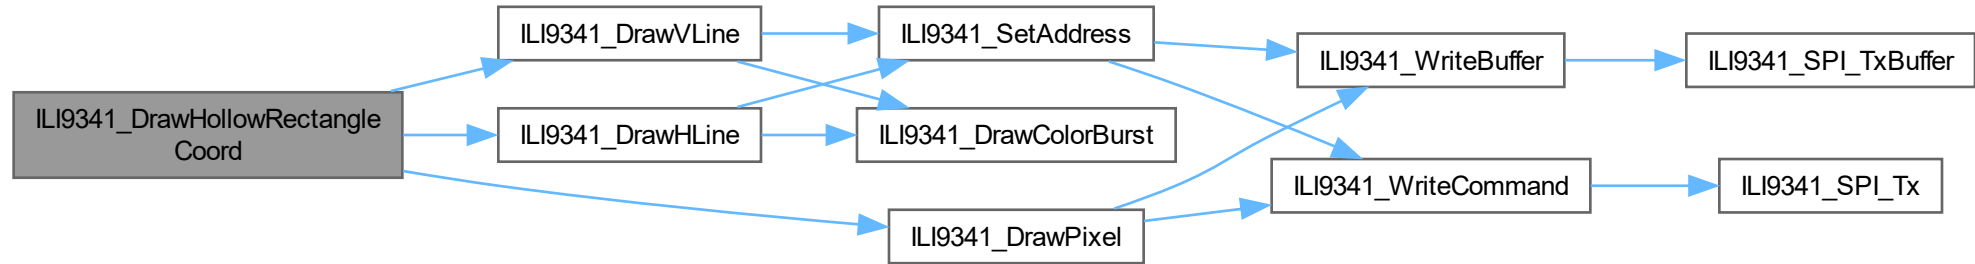 ILI9341_DrawHollowRectangle
Coord
ILI9341_DrawVLine
ILI9341_DrawHLine
ILI9341_DrawPixel
ILI9341_SetAddress
ILI9341_DrawColorBurst
ILI9341_WriteBuffer
ILI9341_WriteCommand
ILI9341_SPI_TxBuffer
ILI9341_SPI_Tx